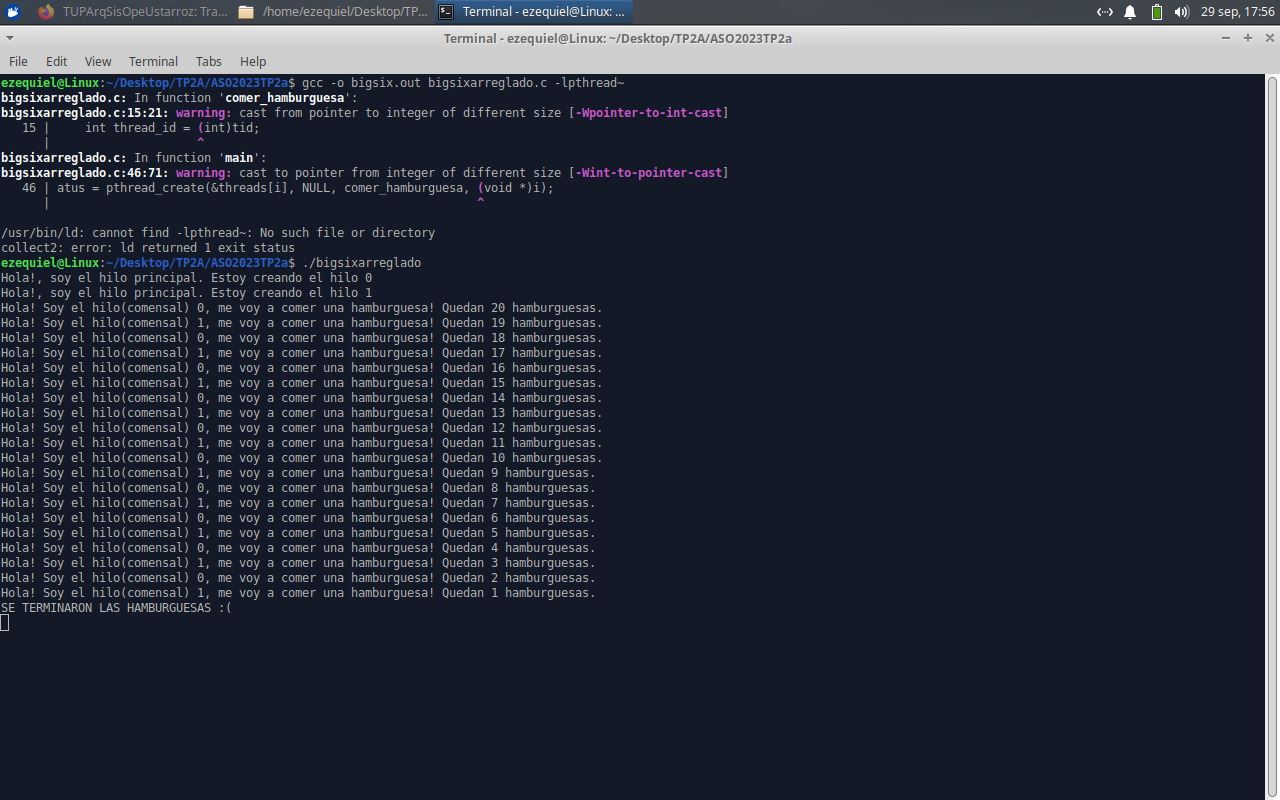 TUPArqSisOpeUstarroz: Tra...
/home/ezequiel/Desktop/TP...
Terminal - ezequiel@Linux: ...
29 sep, 17:56
Terminal - ezequiel@Linux: ~/Desktop/TP2A/ASO2023TP2a
File Edit View Terminal Tabs Help
ezequiel@Linux:~/Desktop/TP2A/ASO2023TP2a$ gcc -o bigsix.out bigsixarreglado.c -lpthread~
bigsixarreglado.c: In function 'comer_hamburguesa':
bigsixarreglado.c:15:21: warning: cast from pointer to integer of different size [-Wpointer-to-int-cast]
   15 |     int thread_id = (int)tid;
      |                     ^
bigsixarreglado.c: In function 'main':
bigsixarreglado.c:46:71: warning: cast to pointer from integer of different size [-Wint-to-pointer-cast]
   46 | atus = pthread_create(&threads[i], NULL, comer_hamburguesa, (void *)i);
      |                                                             ^
/usr/bin/ld: cannot find -lpthread~: No such file or directory
collect2: error: ld returned 1 exit status
ezequiel@Linux:~/Desktop/TP2A/ASO2023TP2a$ ./bigsixarreglado
Hola!, soy el hilo principal. Estoy creando el hilo 0
Hola!, soy el hilo principal. Estoy creando el hilo 1
Hola! Soy el hilo(comensal) 0, me voy a comer una hamburguesa! Quedan 20 hamburguesas.
Hola! Soy el hilo(comensal) 1, me voy a comer una hamburguesa! Quedan 19 hamburguesas.
Hola! Soy el hilo(comensal) 0, me voy a comer una hamburguesa! Quedan 18 hamburguesas.
Hola! Soy el hilo(comensal) 1, me voy a comer una hamburguesa! Quedan 17 hamburguesas.
Hola! Soy el hilo(comensal) 0, me voy a comer una hamburguesa! Quedan 16 hamburguesas.
Hola! Soy el hilo(comensal) 1, me voy a comer una hamburguesa! Quedan 15 hamburguesas.
Hola! Soy el hilo(comensal) 0, me voy a comer una hamburguesa! Quedan 14 hamburguesas.
Hola! Soy el hilo(comensal) 1, me voy a comer una hamburguesa! Quedan 13 hamburguesas.
Hola! Soy el hilo(comensal) 0, me voy a comer una hamburguesa! Quedan 12 hamburguesas.
Hola! Soy el hilo(comensal) 1, me voy a comer una hamburguesa! Quedan 11 hamburguesas.
Hola! Soy el hilo(comensal) 0, me voy a comer una hamburguesa! Quedan 10 hamburguesas.
Hola! Soy el hilo(comensal) 1, me voy a comer una hamburguesa! Quedan 9 hamburguesas.
Hola! Soy el hilo(comensal) 0, me voy a comer una hamburguesa! Quedan 8 hamburguesas.
Hola! Soy el hilo(comensal) 1, me voy a comer una hamburguesa! Quedan 7 hamburguesas.
Hola! Soy el hilo(comensal) 0, me voy a comer una hamburguesa! Quedan 6 hamburguesas.
Hola! Soy el hilo(comensal) 1, me voy a comer una hamburguesa! Quedan 5 hamburguesas.
Hola! Soy el hilo(comensal) 0, me voy a comer una hamburguesa! Quedan 4 hamburguesas.
Hola! Soy el hilo(comensal) 1, me voy a comer una hamburguesa! Quedan 3 hamburguesas.
Hola! Soy el hilo(comensal) 0, me voy a comer una hamburguesa! Quedan 2 hamburguesas.
Hola! Soy el hilo(comensal) 1, me voy a comer una hamburguesa! Quedan 1 hamburguesas.
SE TERMINARON LAS HAMBURGUESAS :(